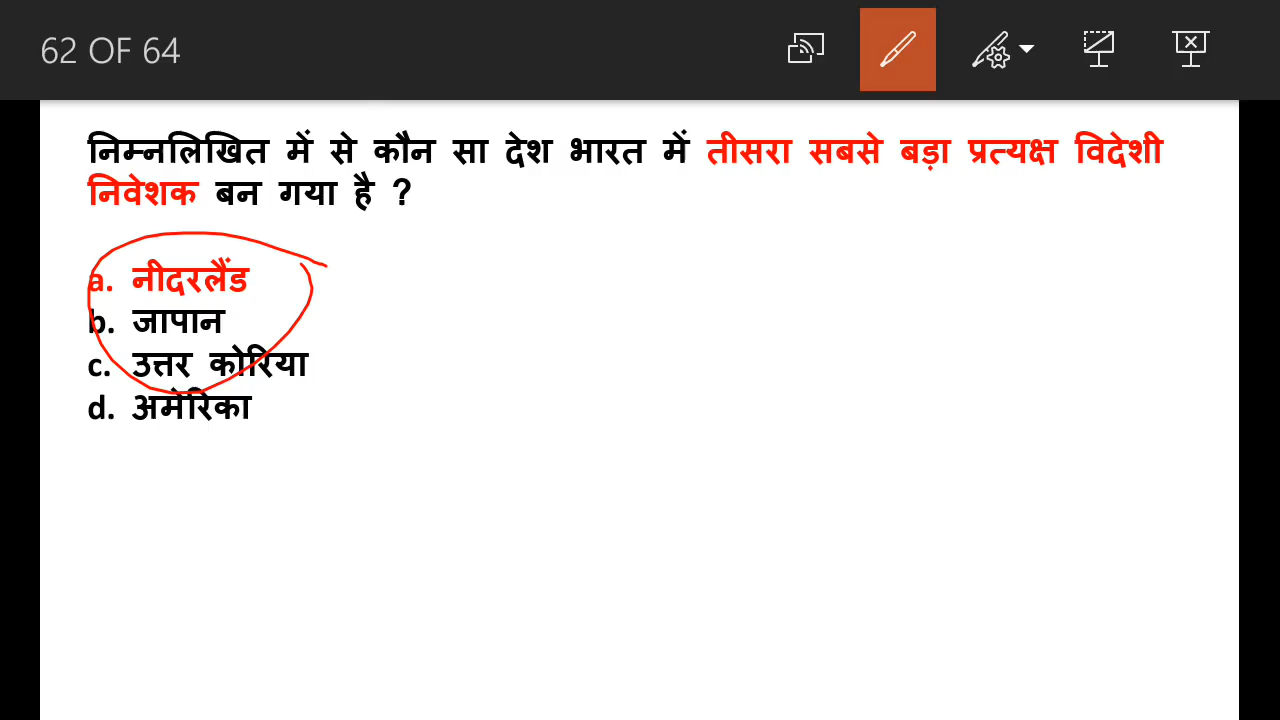 62 OF 64
निम्नलिखित में से कौन सा देश भारत में तीसरा सबसे बड़ा प्रत्यक्ष विदेशी
निवेशक बन गया है ?
a. नीदरलैंड
b. जापान
c. उत्तर कोरिया
d. अमेरिका